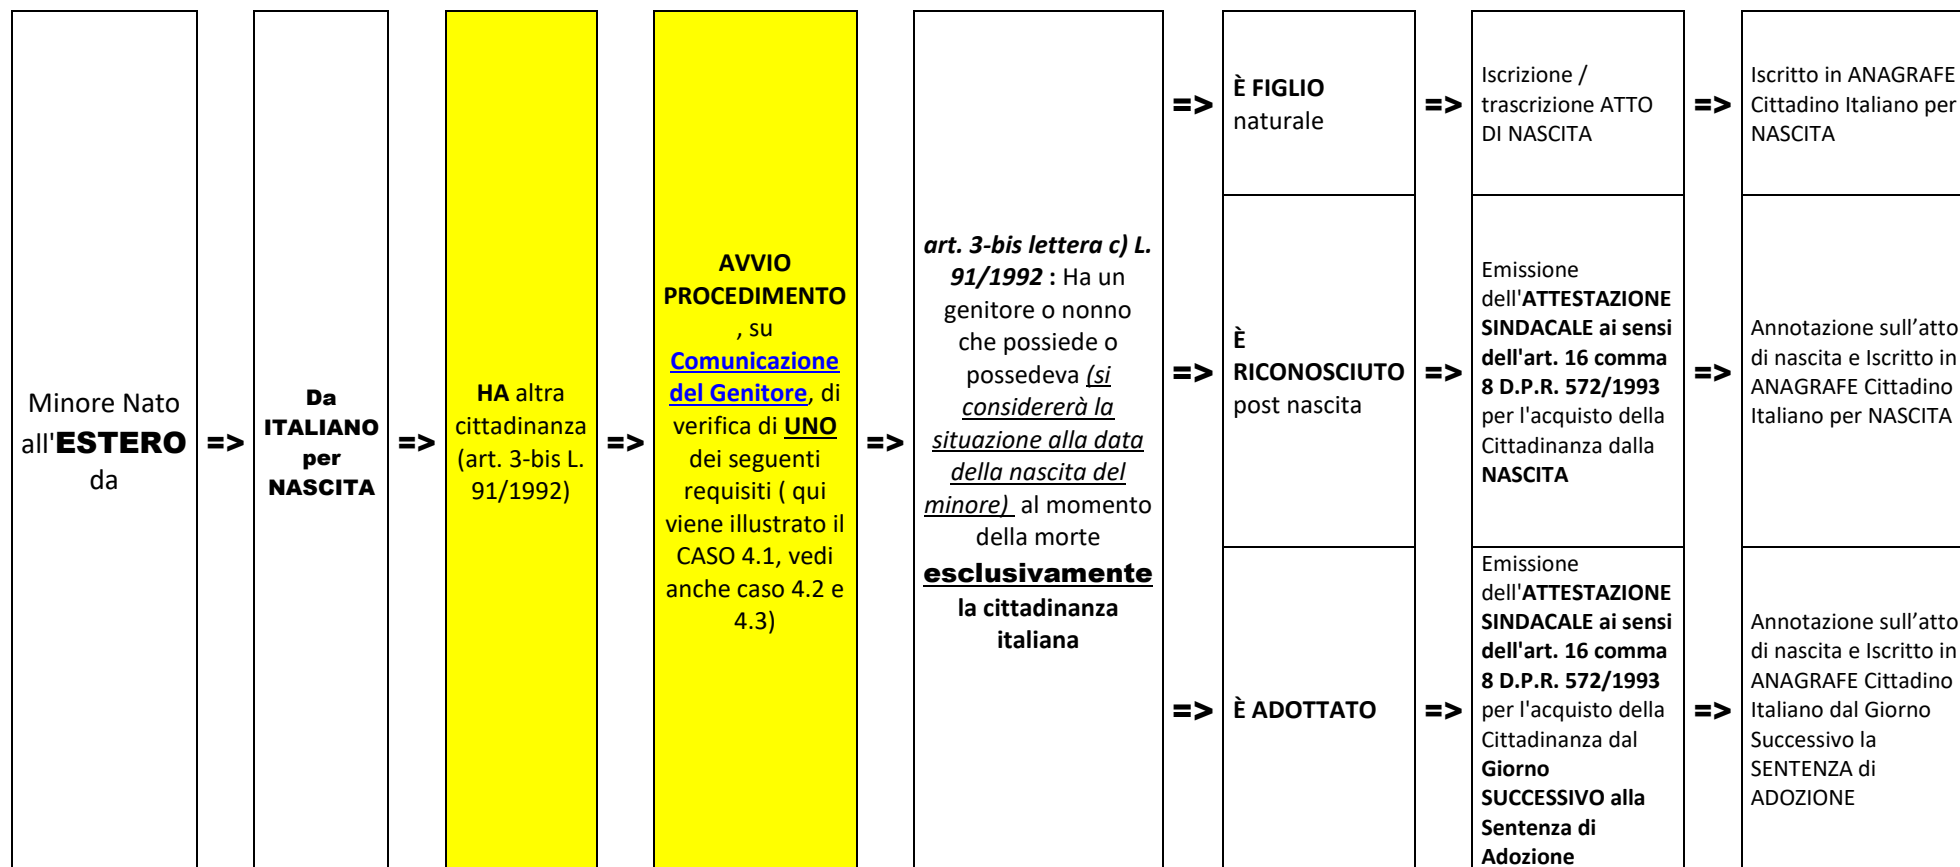 Minore Nato
all'ESTERO
da
=>
Da
ITALIANO
per
NASCITA
=>
HA altra
cittadinanza
(art. 3-bis L.
91/1992)
=>
AVVIO
PROCEDIMENTO
, su
Comunicazione
del Genitore, di
verifica di UNO
dei seguenti
requisiti ( qui
viene illustrato il
CASO 4.1, vedi
anche caso 4.2 e
4.3)
=>
art. 3-bis lettera c) L.
91/1992 : Ha un
genitore o nonno
che possiede o
possedeva (si
considererà la
situazione alla data
della nascita del
minore) al momento
della morte
esclusivamente
la cittadinanza
italiana
=>
È FIGLIO
naturale
=>
Iscrizione /
trascrizione ATTO
DI NASCITA
=>
Iscritto in ANAGRAFE
Cittadino Italiano per
NASCITA
=>
È
RICONOSCIUTO
post nascita
=>
Emissione
dell'ATTESTAZIONE
SINDACALE ai sensi
dell'art. 16 comma
8 D.P.R. 572/1993
per l'acquisto della
Cittadinanza dalla
NASCITA
=>
Annotazione sull’atto
di nascita e Iscritto in
ANAGRAFE Cittadino
Italiano per NASCITA
=>
È ADOTTATO
=>
Emissione
dell'ATTESTAZIONE
SINDACALE ai sensi
dell'art. 16 comma
8 D.P.R. 572/1993
per l'acquisto della
Cittadinanza dal
Giorno
SUCCESSIVO alla
Sentenza di
Adozione
=>
Annotazione sull’atto
di nascita e Iscritto in
ANAGRAFE Cittadino
Italiano dal Giorno
Successivo la
SENTENZA di
ADOZIONE